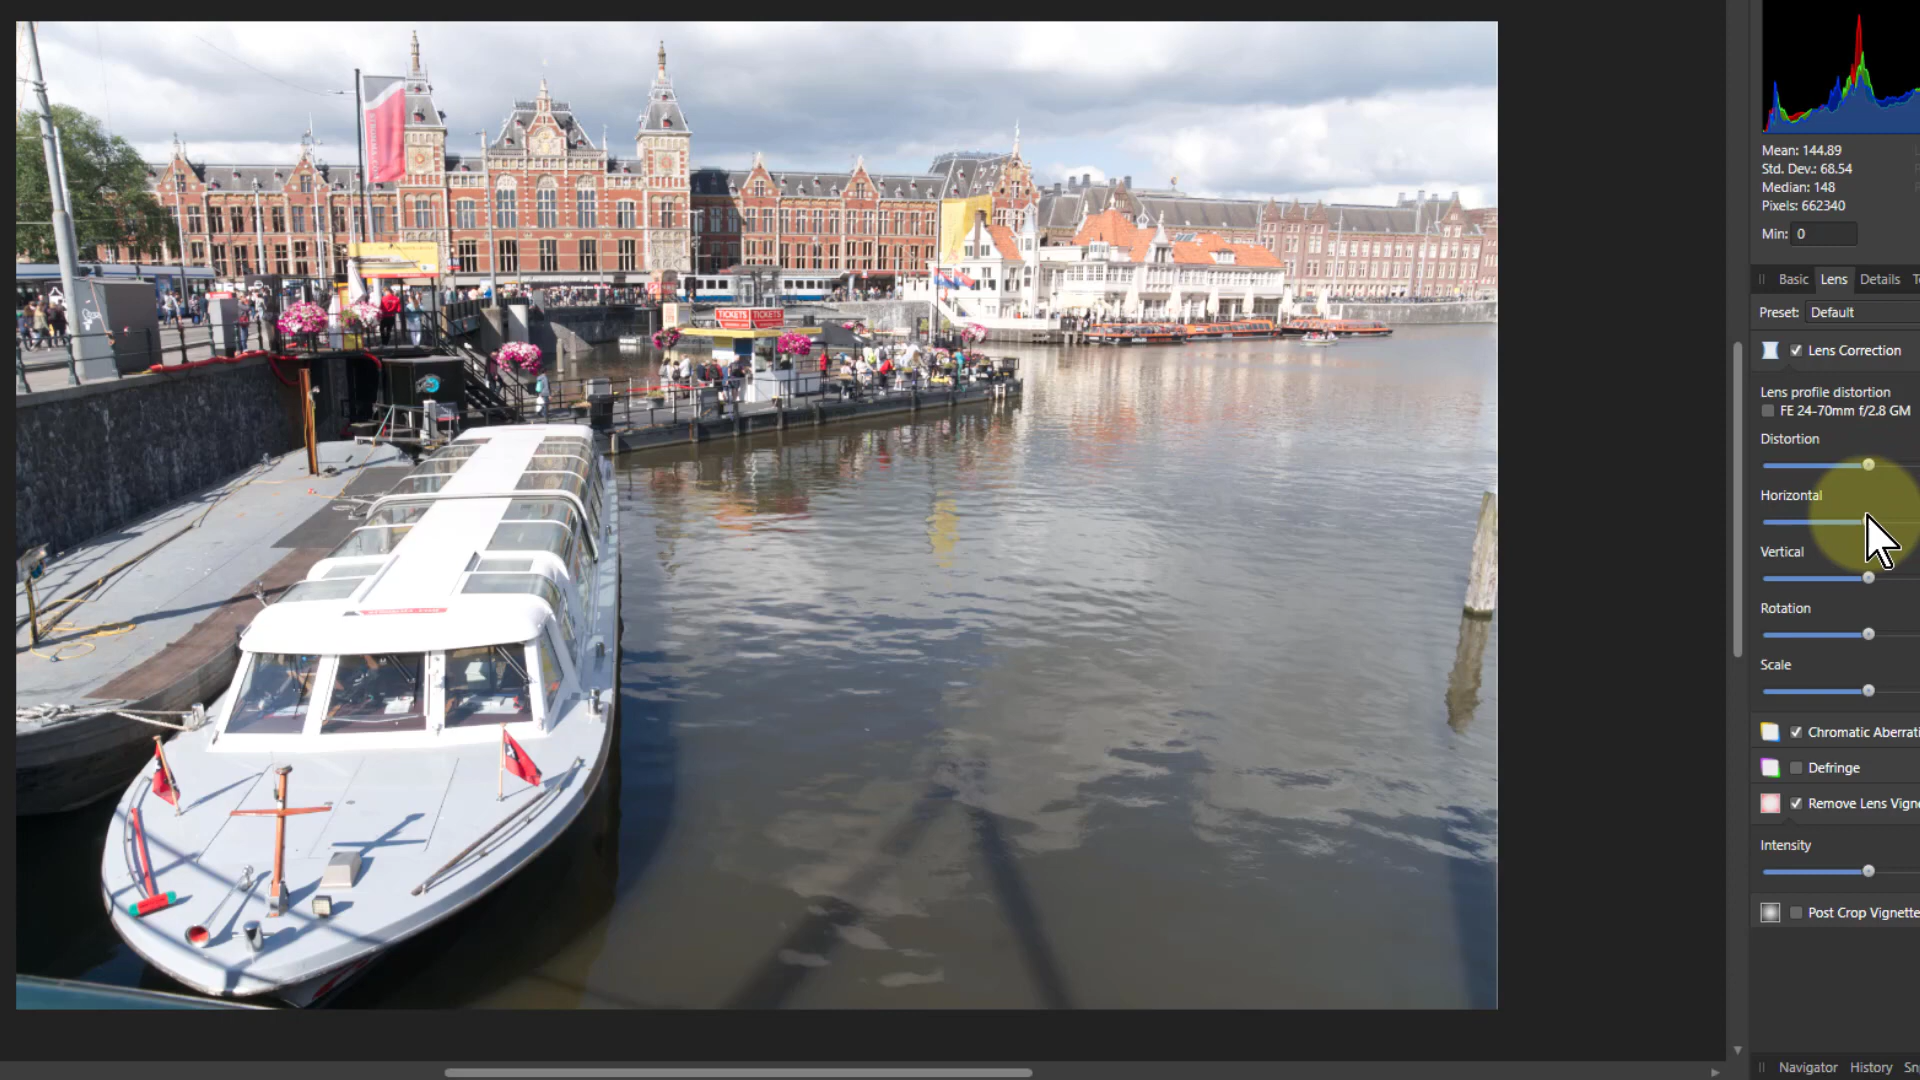 Mean: 144.89
Std. Dev.: 68.54
Median: 148
Pixels: 662340
Min: 0
Basic Lens Details
Preset: Default
Lens Correction
Lens profile distortion
FE 24-70mm f/2.8 GM
Distortion
Horizontal
Vertical
Rotation
Scale
Chromatic Aberrati
Defringe
Remove Lens Vign
Intensity
Post Crop Vignette
Navigator History Sn
TICKETS TICKETS